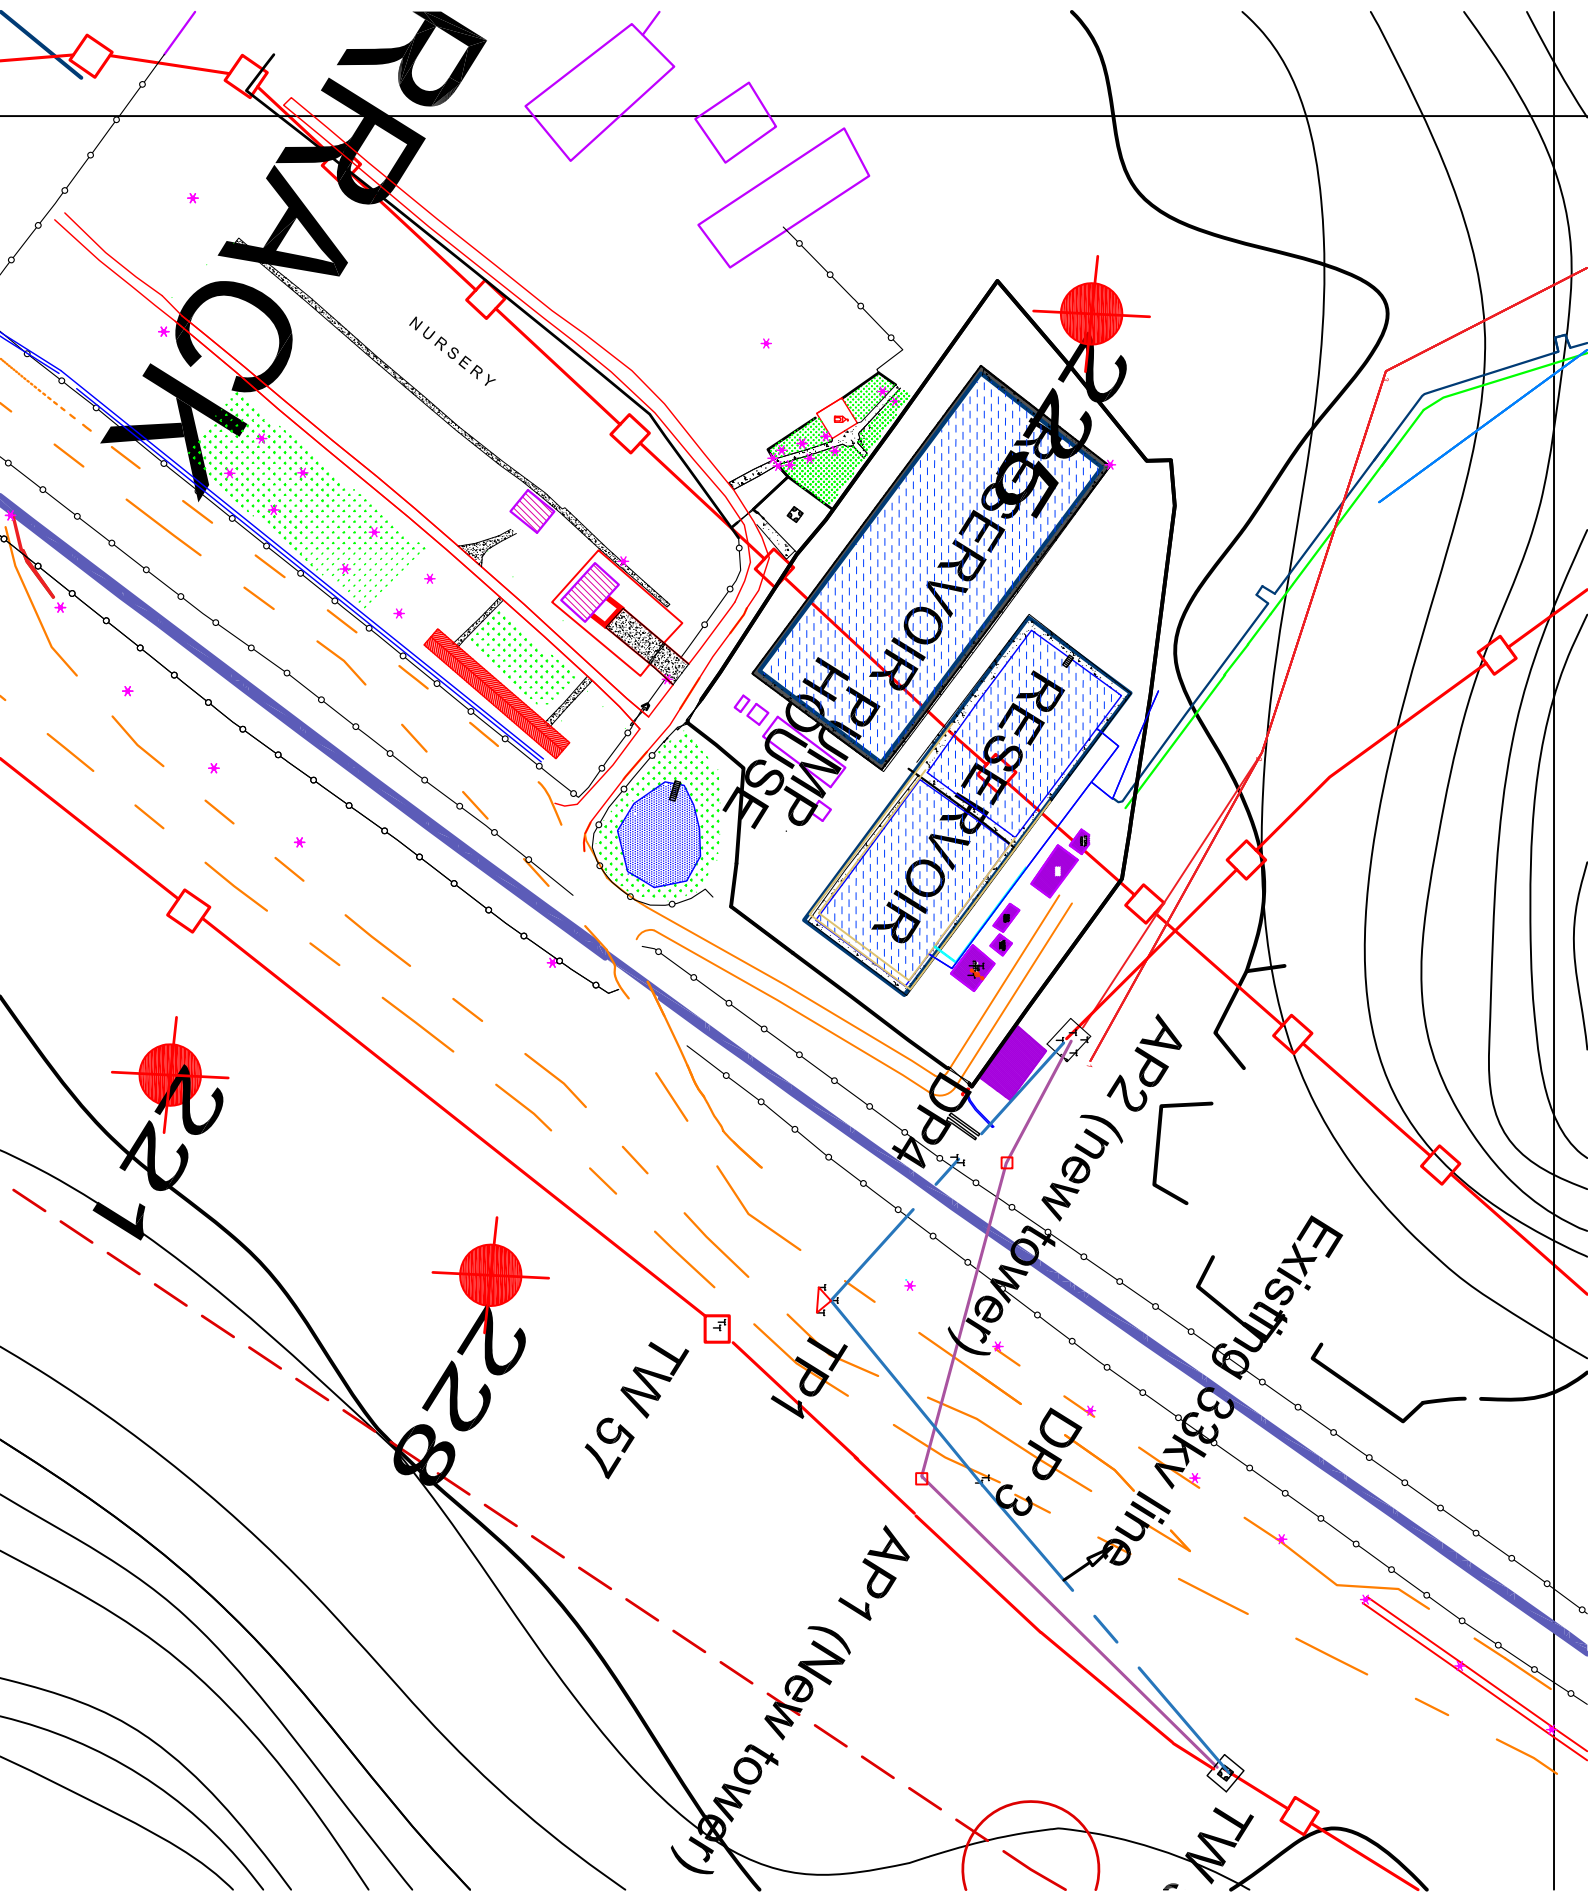 RRACK
NURSERY
225
RESERVOIR
PUMP
HOUSE
RESERVOIR
DP4
AP2 (new tower)
221
228
TW 57
TP1
DP 3
Existing 33kv line
AP1 (New tower)
TW